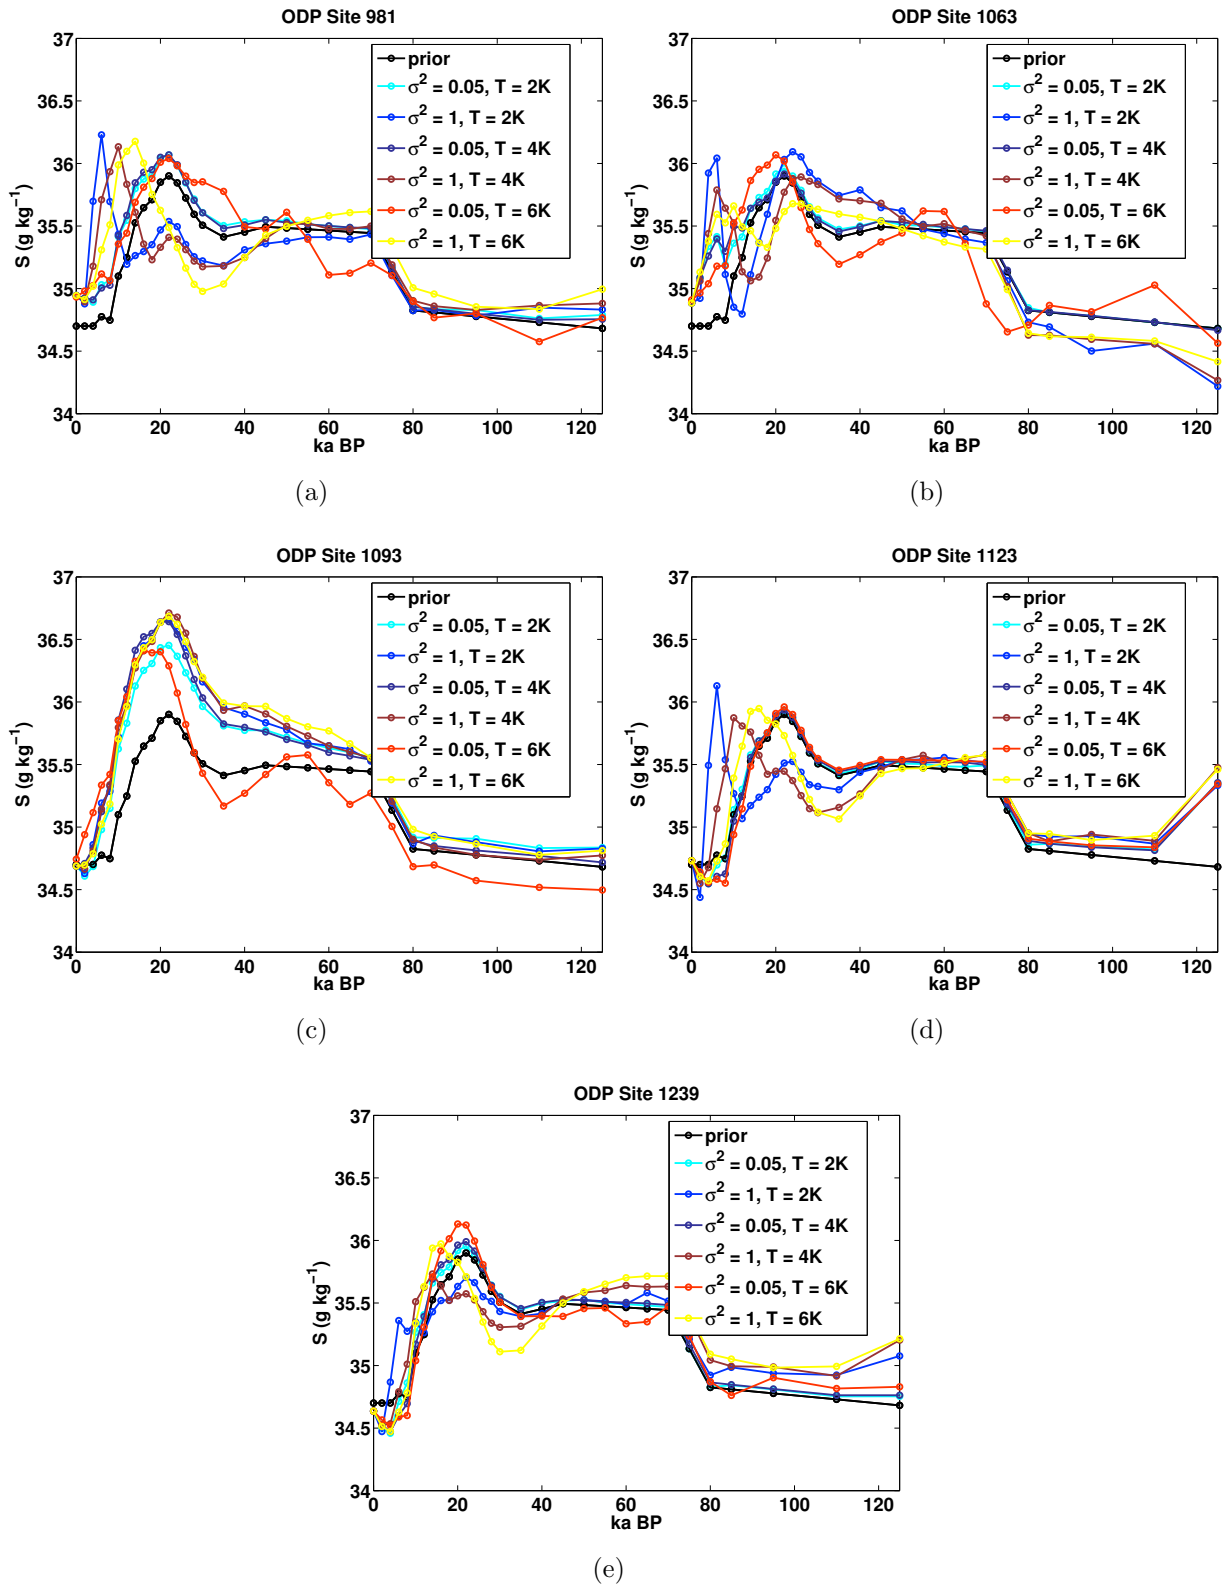 ODP Site 981
37
36.5
36
35.5
35
34.5
34
S (g kg⁻¹)
0 20 40 60 80 100 120
ka BP
prior
σ² = 0.05, T = 2K
σ² = 1, T = 2K
σ² = 0.05, T = 4K
σ² = 1, T = 4K
σ² = 0.05, T = 6K
σ² = 1, T = 6K
(a)
ODP Site 1063
37
36.5
36
35.5
35
34.5
34
S (g kg⁻¹)
0 20 40 60 80 100 120
ka BP
prior
σ² = 0.05, T = 2K
σ² = 1, T = 2K
σ² = 0.05, T = 4K
σ² = 1, T = 4K
σ² = 0.05, T = 6K
σ² = 1, T = 6K
(b)
ODP Site 1093
37
36.5
36
35.5
35
34.5
34
S (g kg⁻¹)
0 20 40 60 80 100 120
ka BP
prior
σ² = 0.05, T = 2K
σ² = 1, T = 2K
σ² = 0.05, T = 4K
σ² = 1, T = 4K
σ² = 0.05, T = 6K
σ² = 1, T = 6K
(c)
ODP Site 1123
37
36.5
36
35.5
35
34.5
34
S (g kg⁻¹)
0 20 40 60 80 100 120
ka BP
prior
σ² = 0.05, T = 2K
σ² = 1, T = 2K
σ² = 0.05, T = 4K
σ² = 1, T = 4K
σ² = 0.05, T = 6K
σ² = 1, T = 6K
(d)
ODP Site 1239
37
36.5
36
35.5
35
34.5
34
S (g kg⁻¹)
0 20 40 60 80 100 120
ka BP
prior
σ² = 0.05, T = 2K
σ² = 1, T = 2K
σ² = 0.05, T = 4K
σ² = 1, T = 4K
σ² = 0.05, T = 6K
σ² = 1, T = 6K
(e)